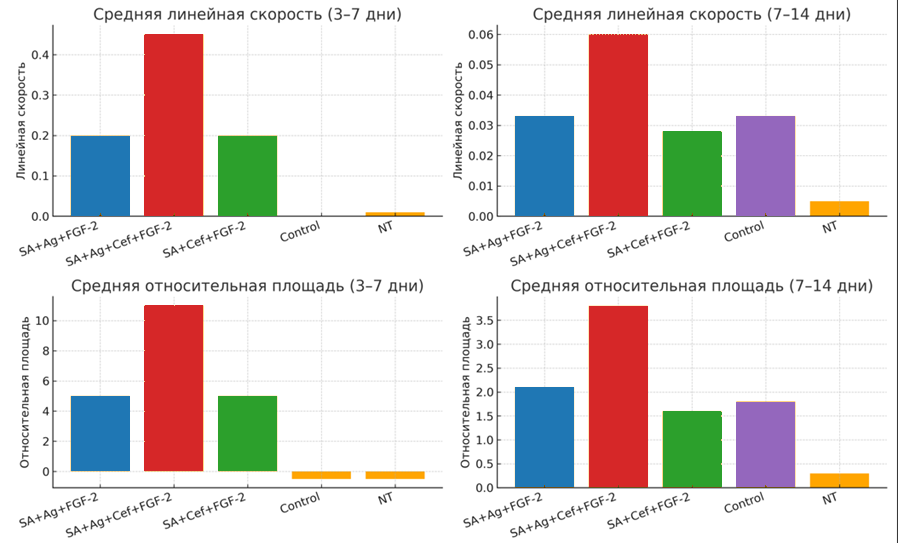 Средняя линейная скорость (3–7 дни)
Линейная скорость
0.4
0.3
0.2
0.1
0.0
SA+Ag+FGF-2
SA+Ag+Cef+FGF-2
SA+Cef+FGF-2
Control
NT
Средняя линейная скорость (7–14 дни)
Линейная скорость
0.06
0.05
0.04
0.03
0.02
0.01
0.00
SA+Ag+FGF-2
SA+Ag+Cef+FGF-2
SA+Cef+FGF-2
Control
NT
Средняя относительная площадь (3–7 дни)
Относительная площадь
10
8
6
4
2
0
SA+Ag+FGF-2
SA+Ag+Cef+FGF-2
SA+Cef+FGF-2
Control
NT
Средняя относительная площадь (7–14 дни)
Относительная площадь
3.5
3.0
2.5
2.0
1.5
1.0
0.5
0.0
SA+Ag+FGF-2
SA+Ag+Cef+FGF-2
SA+Cef+FGF-2
Control
NT